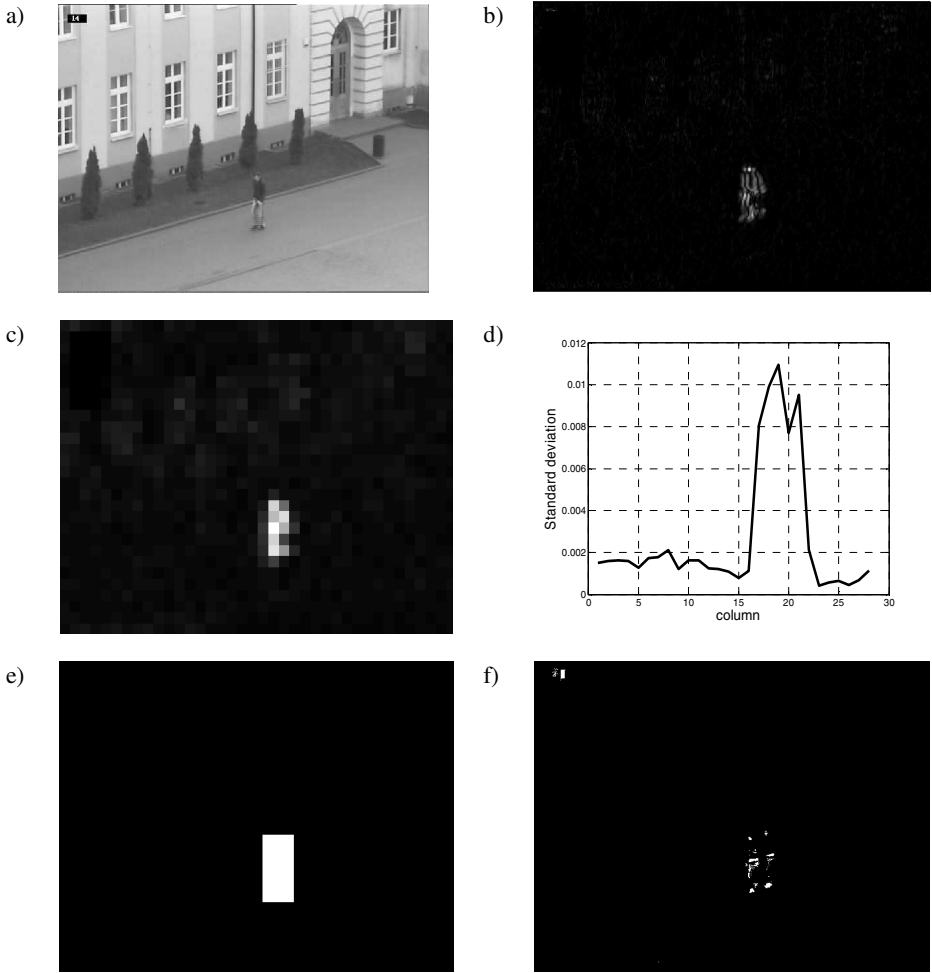 a)
14
b)
c)
d)
0.012
0.01
0.008
0.006
0.004
0.002
0
Standard deviation
0 5 10 15 20 25 30
column
e)
f)